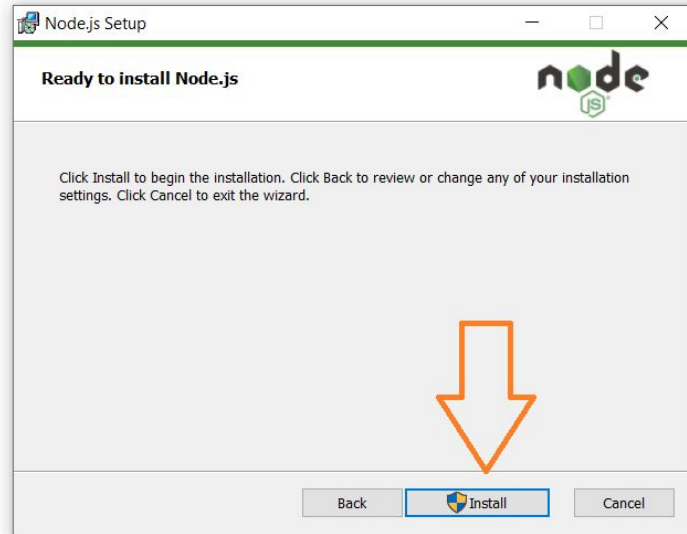 Node.js Setup
Ready to install Node.js
node
JS
Click Install to begin the installation. Click Back to review or change any of your installation
settings. Click Cancel to exit the wizard.
Back
Install
Cancel